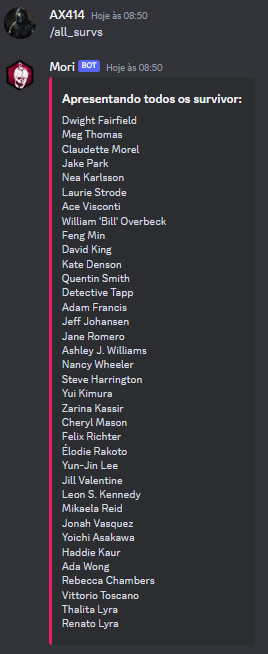 AX414 Hoje às 08:50
/all_survs
Mori BOT Hoje às 08:50
Apresentando todos os survivor:
Dwight Fairfield
Meg Thomas
Claudette Morel
Jake Park
Nea Karlsson
Laurie Strode
Ace Visconti
William 'Bill' Overbeck
Feng Min
David King
Kate Denson
Quentin Smith
Detective Tapp
Adam Francis
Jeff Johansen
Jane Romero
Ashley J. Williams
Nancy Wheeler
Steve Harrington
Yui Kimura
Zarina Kassir
Cheryl Mason
Felix Richter
Élodie Rakoto
Yun-Jin Lee
Jill Valentine
Leon S. Kennedy
Mikaela Reid
Jonah Vasquez
Yoichi Asakawa
Haddie Kaur
Ada Wong
Rebecca Chambers
Vittorio Toscano
Thalita Lyra
Renato Lyra